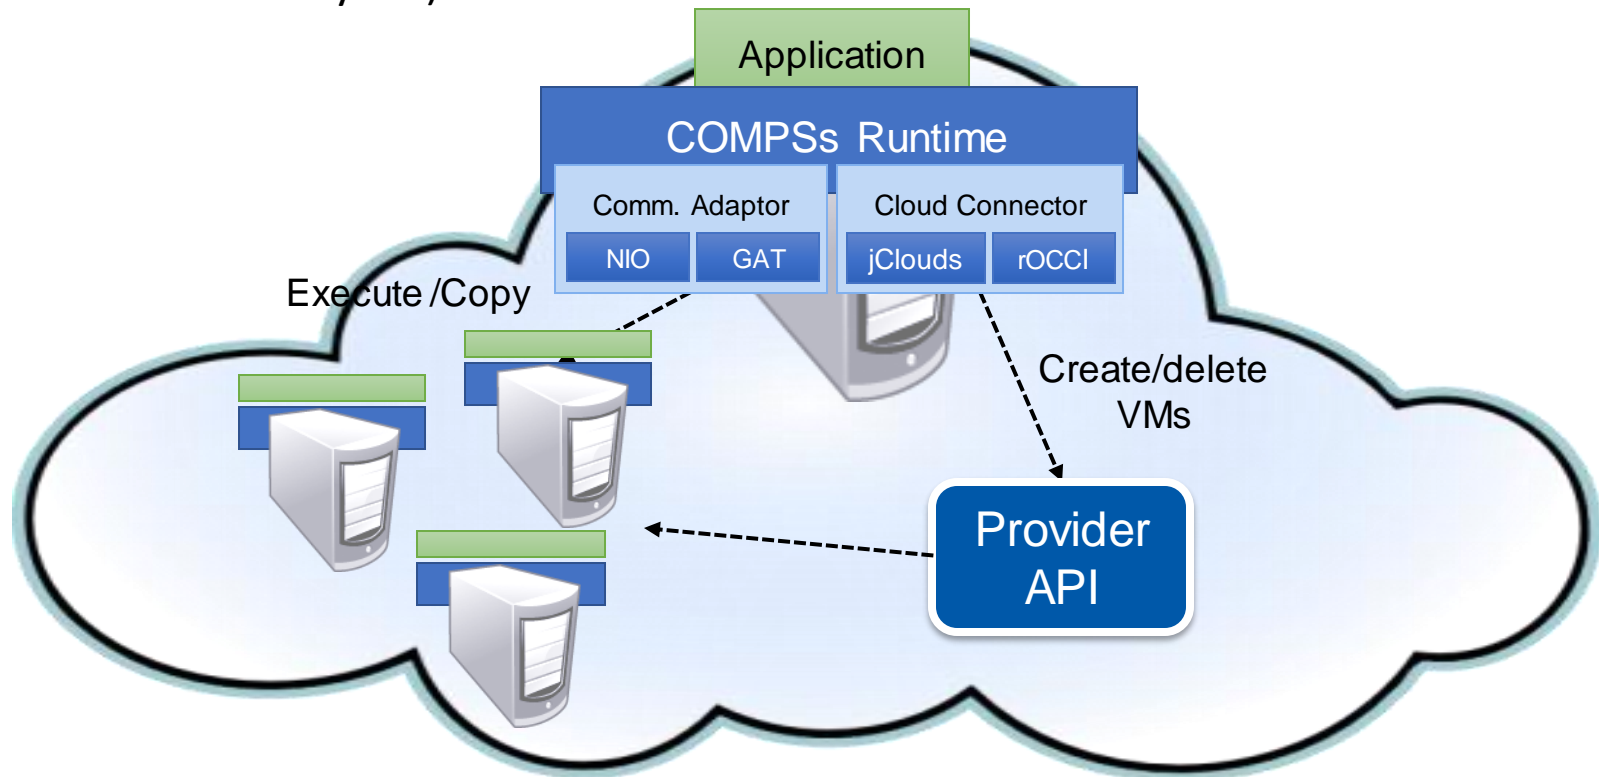 Application
COMPSs Runtime
Comm. Adaptor
Cloud Connector
NIO
GAT
jClouds
rOCCI
Execute /Copy
Create/delete
VMs
Provider
API